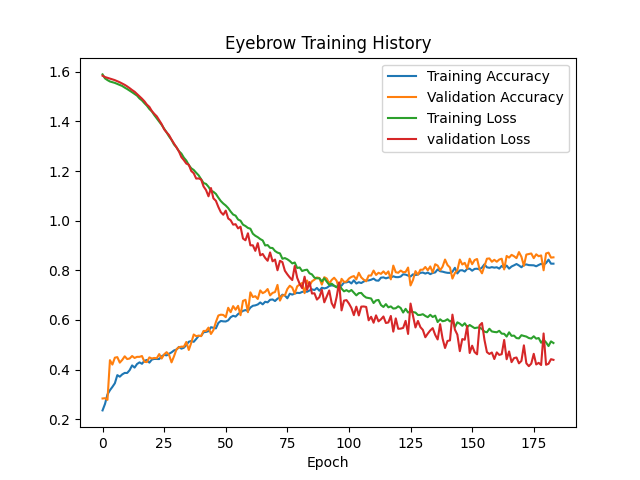 Eyebrow Training History
Training Accuracy
Validation Accuracy
Training Loss
validation Loss
1.6
1.4
1.2
1.0
0.8
0.6
0.4
0.2
0 25 50 75 100 125 150 175
Epoch